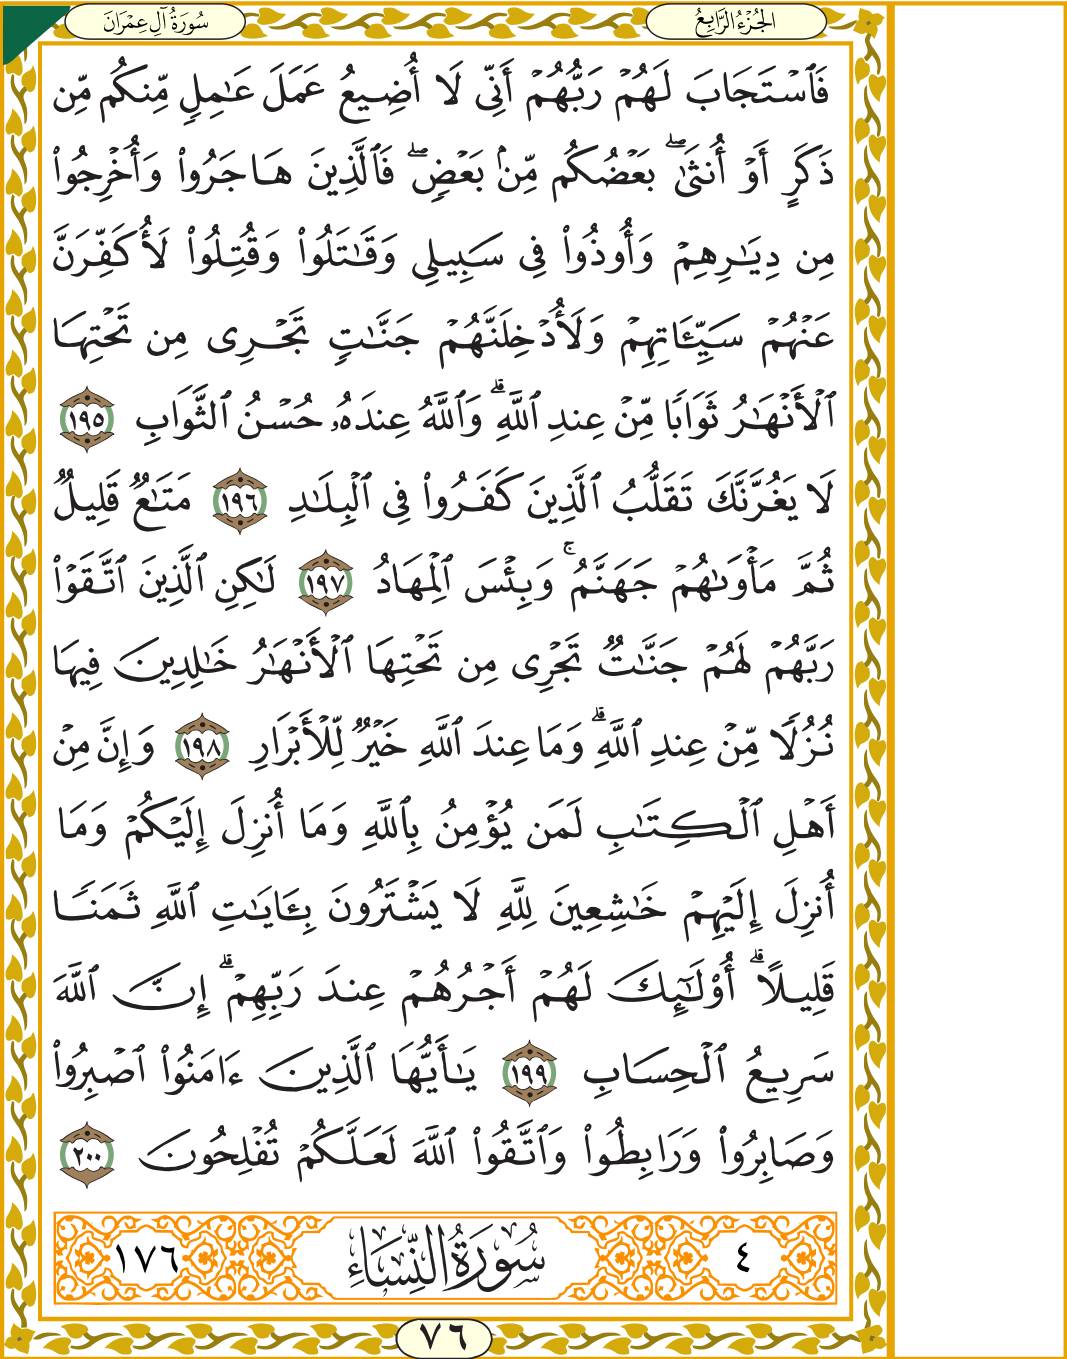 الجُزْءُ الرَّابِعُ
سُورَةُ آلِ عِمْرَانَ
فَٱسْتَجَابَ لَهُمْ رَبُّهُمْ أَنِّى لَآ أُضِيعُ عَمَلَ عَٰمِلٍ مِّنكُم مِّن
ذَكَرٍ أَوْ أُنثَىٰ ۖ بَعْضُكُم مِّنۢ بَعْضٍ ۖ فَٱلَّذِينَ هَاجَرُوا۟ وَأُخْرِجُوا۟
مِن دِيَٰرِهِمْ وَأُوذُوا۟ فِى سَبِيلِى وَقَٰتَلُوا۟ وَقُتِلُوا۟ لَأُكَفِّرَنَّ
عَنْهُمْ سَيِّـَٔاتِهِمْ وَلَأُدْخِلَنَّهُمْ جَنَّٰتٍ تَجْرِى مِن تَحْتِهَا
ٱلْأَنْهَٰرُ ثَوَابًا مِّنْ عِندِ ٱللَّهِ ۗ وَٱللَّهُ عِندَهُۥ حُسْنُ ٱلثَّوَابِ ١٩٥
لَا يَغُرَّنَّكَ تَقَلُّبُ ٱلَّذِينَ كَفَرُوا۟ فِى ٱلْبِلَٰدِ ١٩٦ مَتَٰعٌ قَلِيلٌ
ثُمَّ مَأْوَىٰهُمْ جَهَنَّمُ ۚ وَبِئْسَ ٱلْمِهَادُ ١٩٧ لَٰكِنِ ٱلَّذِينَ ٱتَّقَوْا۟
رَبَّهُمْ لَهُمْ جَنَّٰتٌ تَجْرِى مِن تَحْتِهَا ٱلْأَنْهَٰرُ خَٰلِدِينَ فِيهَا
نُزُلًا مِّنْ عِندِ ٱللَّهِ ۗ وَمَا عِندَ ٱللَّهِ خَيْرٌ لِّلْأَبْرَارِ ١٩٨ وَإِنَّ مِنْ
أَهْلِ ٱلْكِتَٰبِ لَمَن يُؤْمِنُ بِٱللَّهِ وَمَآ أُنزِلَ إِلَيْكُمْ وَمَآ
أُنزِلَ إِلَيْهِمْ خَٰشِعِينَ لِلَّهِ لَا يَشْتَرُونَ بِـَٔايَٰتِ ٱللَّهِ ثَمَنًا
قَلِيلًا ۗ أُو۟لَٰٓئِكَ لَهُمْ أَجْرُهُمْ عِندَ رَبِّهِمْ ۗ إِنَّ ٱللَّهَ
سَرِيعُ ٱلْحِسَابِ ١٩٩ يَٰٓأَيُّهَا ٱلَّذِينَ ءَامَنُوا۟ ٱصْبِرُوا۟
وَصَابِرُوا۟ وَرَابِطُوا۟ وَٱتَّقُوا۟ ٱللَّهَ لَعَلَّكُمْ تُفْلِحُونَ ٢٠٠
٤ سُورَةُ النِّسَاءِ ١٧٦
٧٦